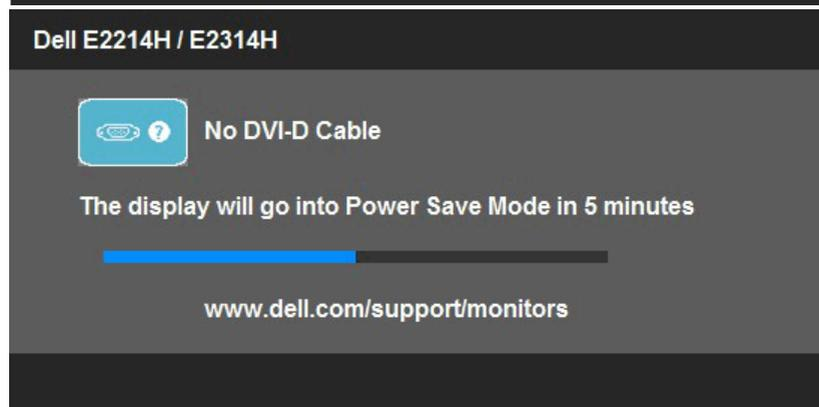 Dell E2214H / E2314H
? No DVI-D Cable
The display will go into Power Save Mode in 5 minutes
www.dell.com/support/monitors